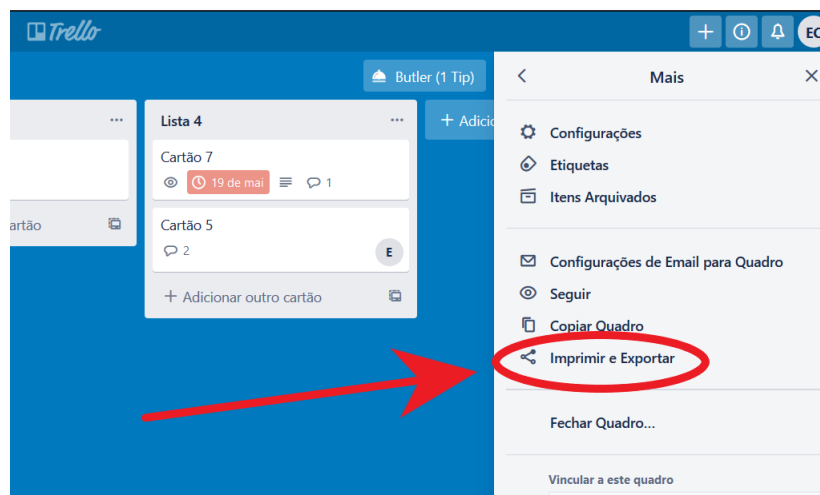 Trello
EC
Butler (1 Tip)
Mais
Lista 4
+ Adicic
Cartão 7
19 de mai
1
Cartão 5
2
E
artão
+ Adicionar outro cartão
Configurações
Etiquetas
Itens Arquivados
Configurações de Email para Quadro
Seguir
Copiar Quadro
Imprimir e Exportar
Fechar Quadro...
Vincular a este quadro